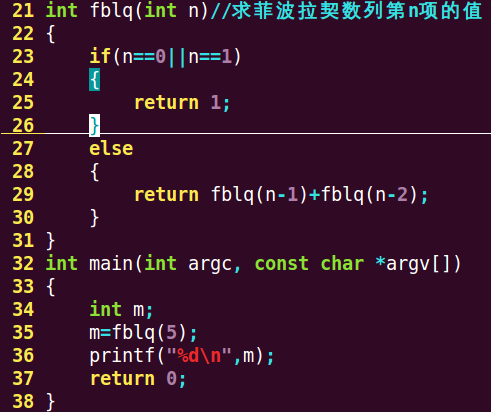 21 int fblq(int n)//求菲波拉契数列第n项的值
22 {
23     if(n==0||n==1)
24     {
25         return 1;
26     }
27     else
28     {
29         return fblq(n-1)+fblq(n-2);
30     }
31 }
32 int main(int argc, const char *argv[])
33 {
34     int m;
35     m=fblq(5);
36     printf("%d\n",m);
37     return 0;
38 }